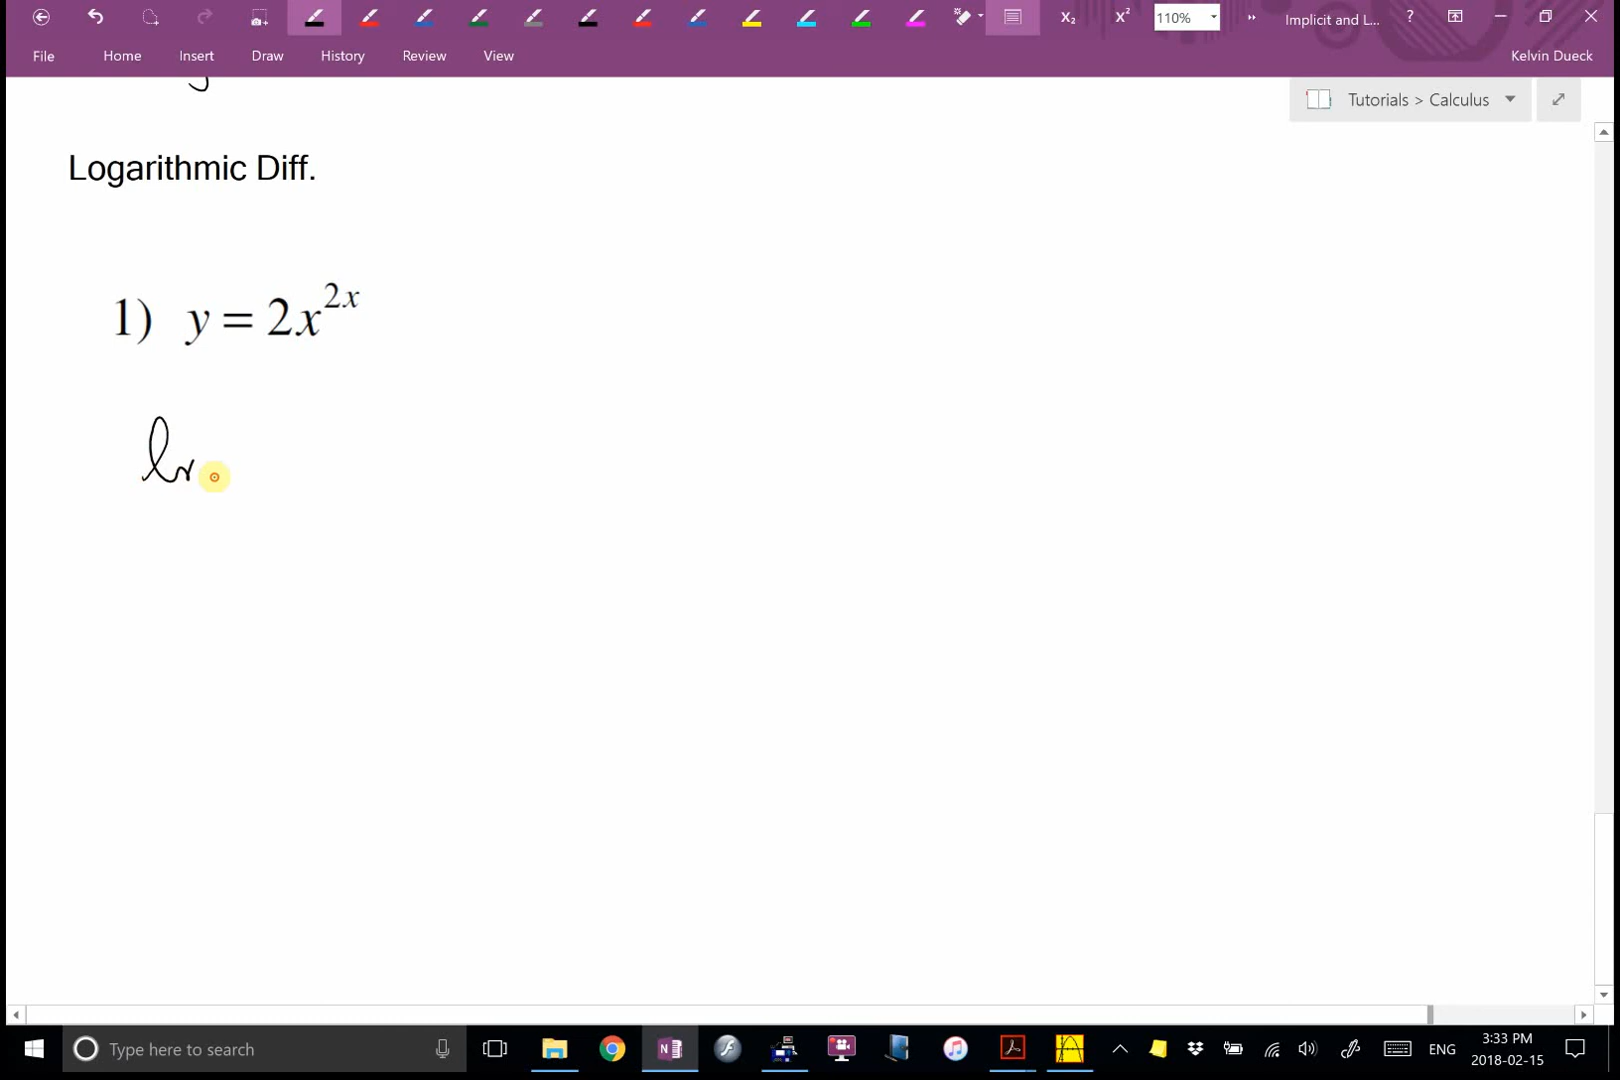 110%
Implicit and L...
?
File Home Insert Draw History Review View
Kelvin Dueck
Tutorials > Calculus
Logarithmic Diff.
1) y = 2x^{2x}
ln
Type here to search
ENG
3:33 PM
2018-02-15